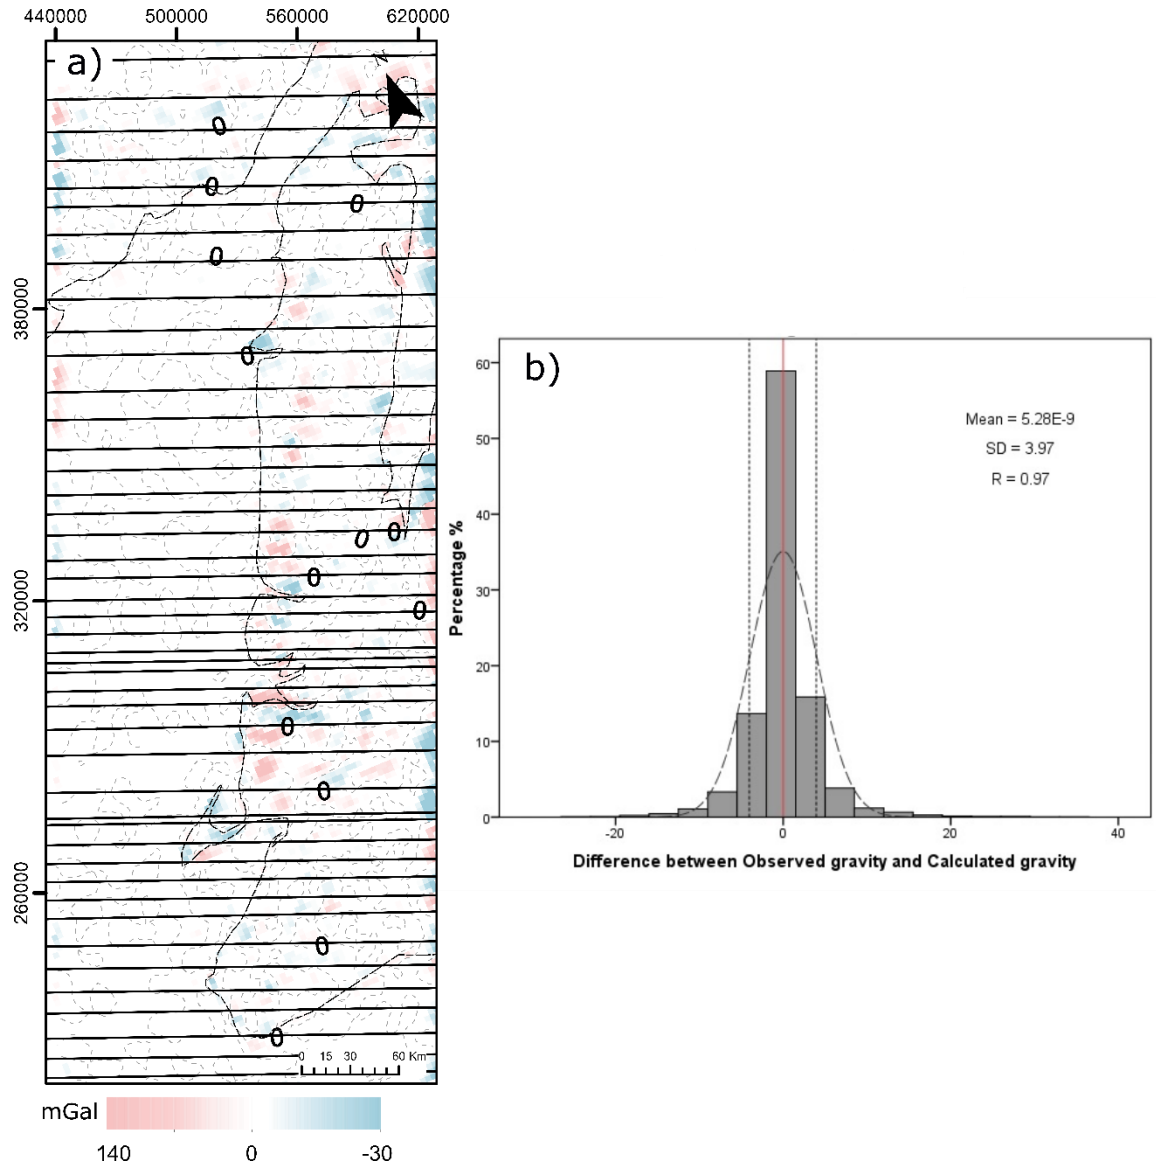 440000 500000 560000 620000
a)
N
0
0
0
0
380000
0
0 0
0
320000
0
0
0
260000
0
0
0 15 30 60 Km
mGal
140 0 -30
b)
60
50
40
30
20
10
0
Percentage %
Mean = 5.28E-9
SD = 3.97
R = 0.97
-20 0 20 40
Difference between Observed gravity and Calculated gravity